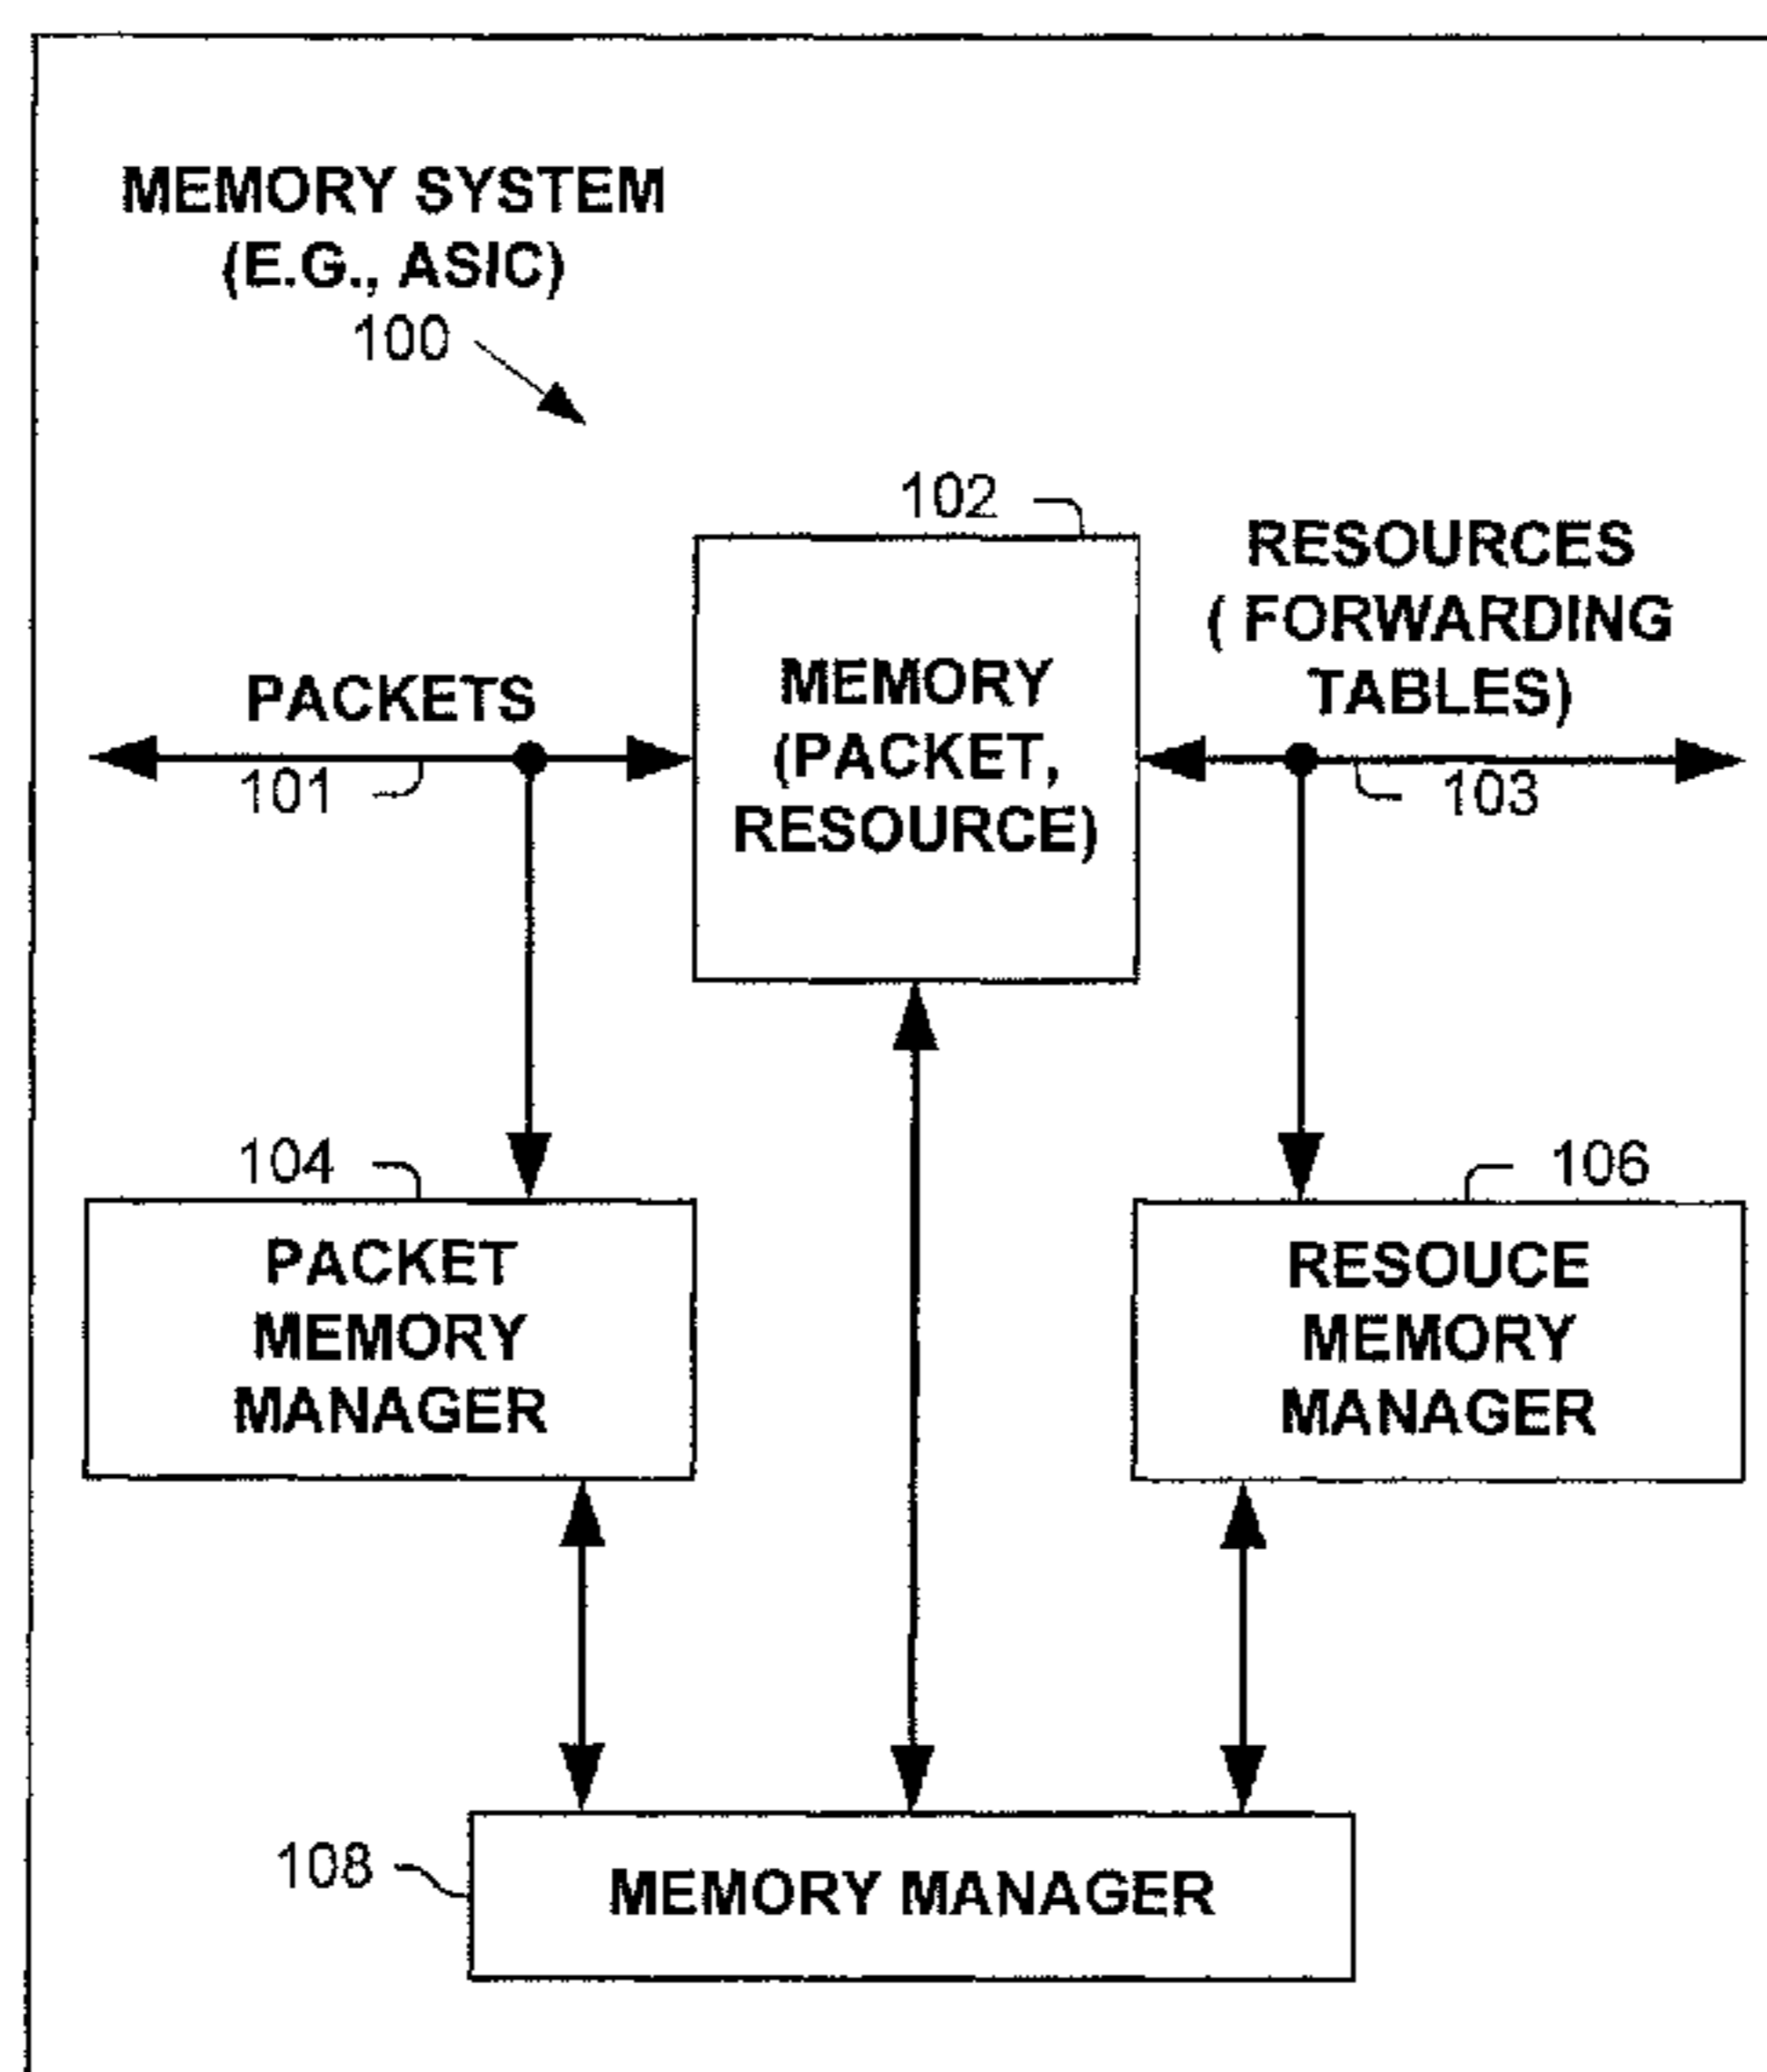 MEMORY SYSTEM
(E.G., ASIC)
100
102
RESOURCES
( FORWARDING
TABLES)
PACKETS
MEMORY
(PACKET,
RESOURCE)
101
103
104
106
PACKET
MEMORY
MANAGER
RESOUCE
MEMORY
MANAGER
108
MEMORY MANAGER